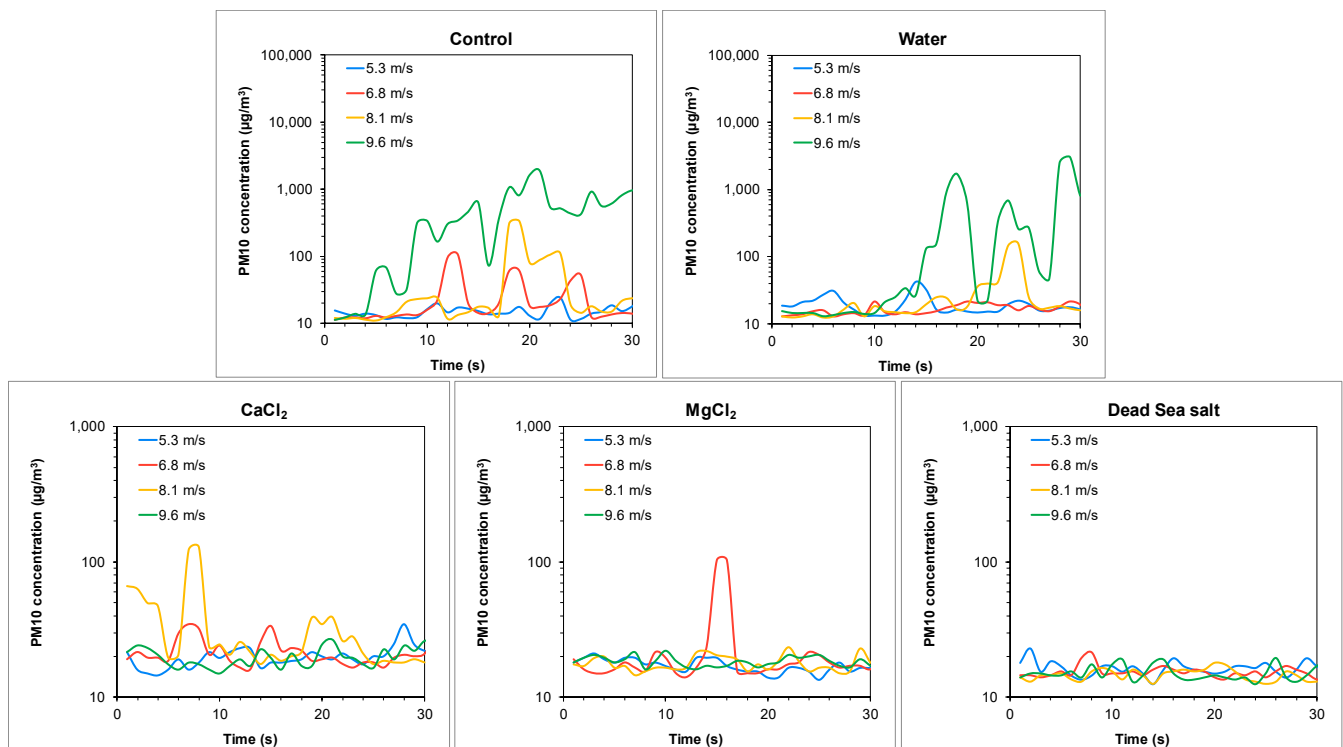 Control
100,000
10,000
1,000
100
10
PM10 concentration (µg/m³)
5.3 m/s
6.8 m/s
8.1 m/s
9.6 m/s
0
10
20
30
Time (s)
Water
100,000
10,000
1,000
100
10
PM10 concentration (µg/m³)
5.3 m/s
6.8 m/s
8.1 m/s
9.6 m/s
0
10
20
30
Time (s)
CaCl₂
1,000
100
10
PM10 concentration (µg/m³)
5.3 m/s
6.8 m/s
8.1 m/s
9.6 m/s
0
10
20
30
Time (s)
MgCl₂
1,000
100
10
PM10 concentration (µg/m³)
5.3 m/s
6.8 m/s
8.1 m/s
9.6 m/s
0
10
20
30
Time (s)
Dead Sea salt
1,000
100
10
PM10 concentration (µg/m³)
5.3 m/s
6.8 m/s
8.1 m/s
9.6 m/s
0
10
20
30
Time (s)